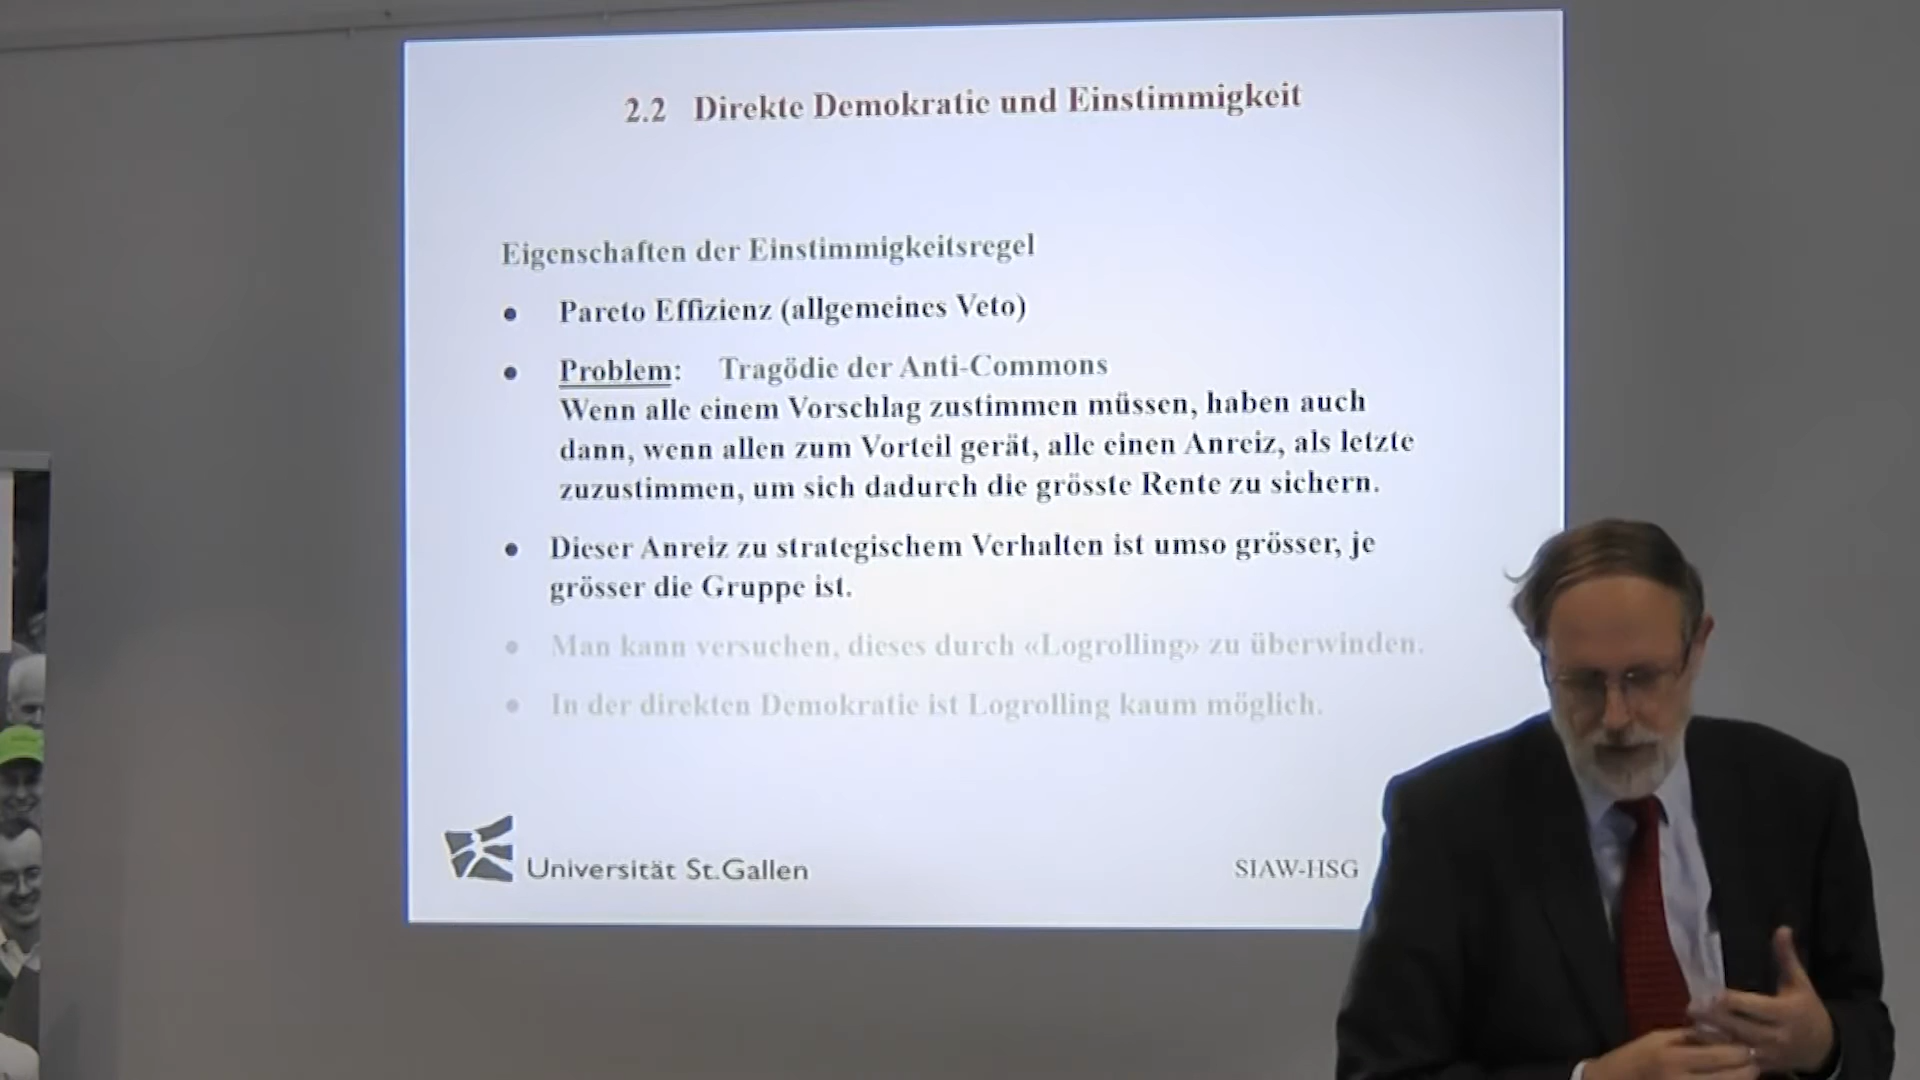 2.2 Direkte Demokratie und Einstimmigkeit
Eigenschaften der Einstimmigkeitsregel
• Pareto Effizienz (allgemeines Veto)
• Problem: Tragödie der Anti-Commons
Wenn alle einem Vorschlag zustimmen müssen, haben auch
dann, wenn allen zum Vorteil gerät, alle einen Anreiz, als letzte
zuzustimmen, um sich dadurch die grösste Rente zu sichern.
• Dieser Anreiz zu strategischem Verhalten ist umso grösser, je
grösser die Gruppe ist.
• Man kann versuchen, dieses durch «Logrolling» zu überwinden.
• In der direkten Demokratie ist Logrolling kaum möglich.
Universität St.Gallen
SIAW-HSG